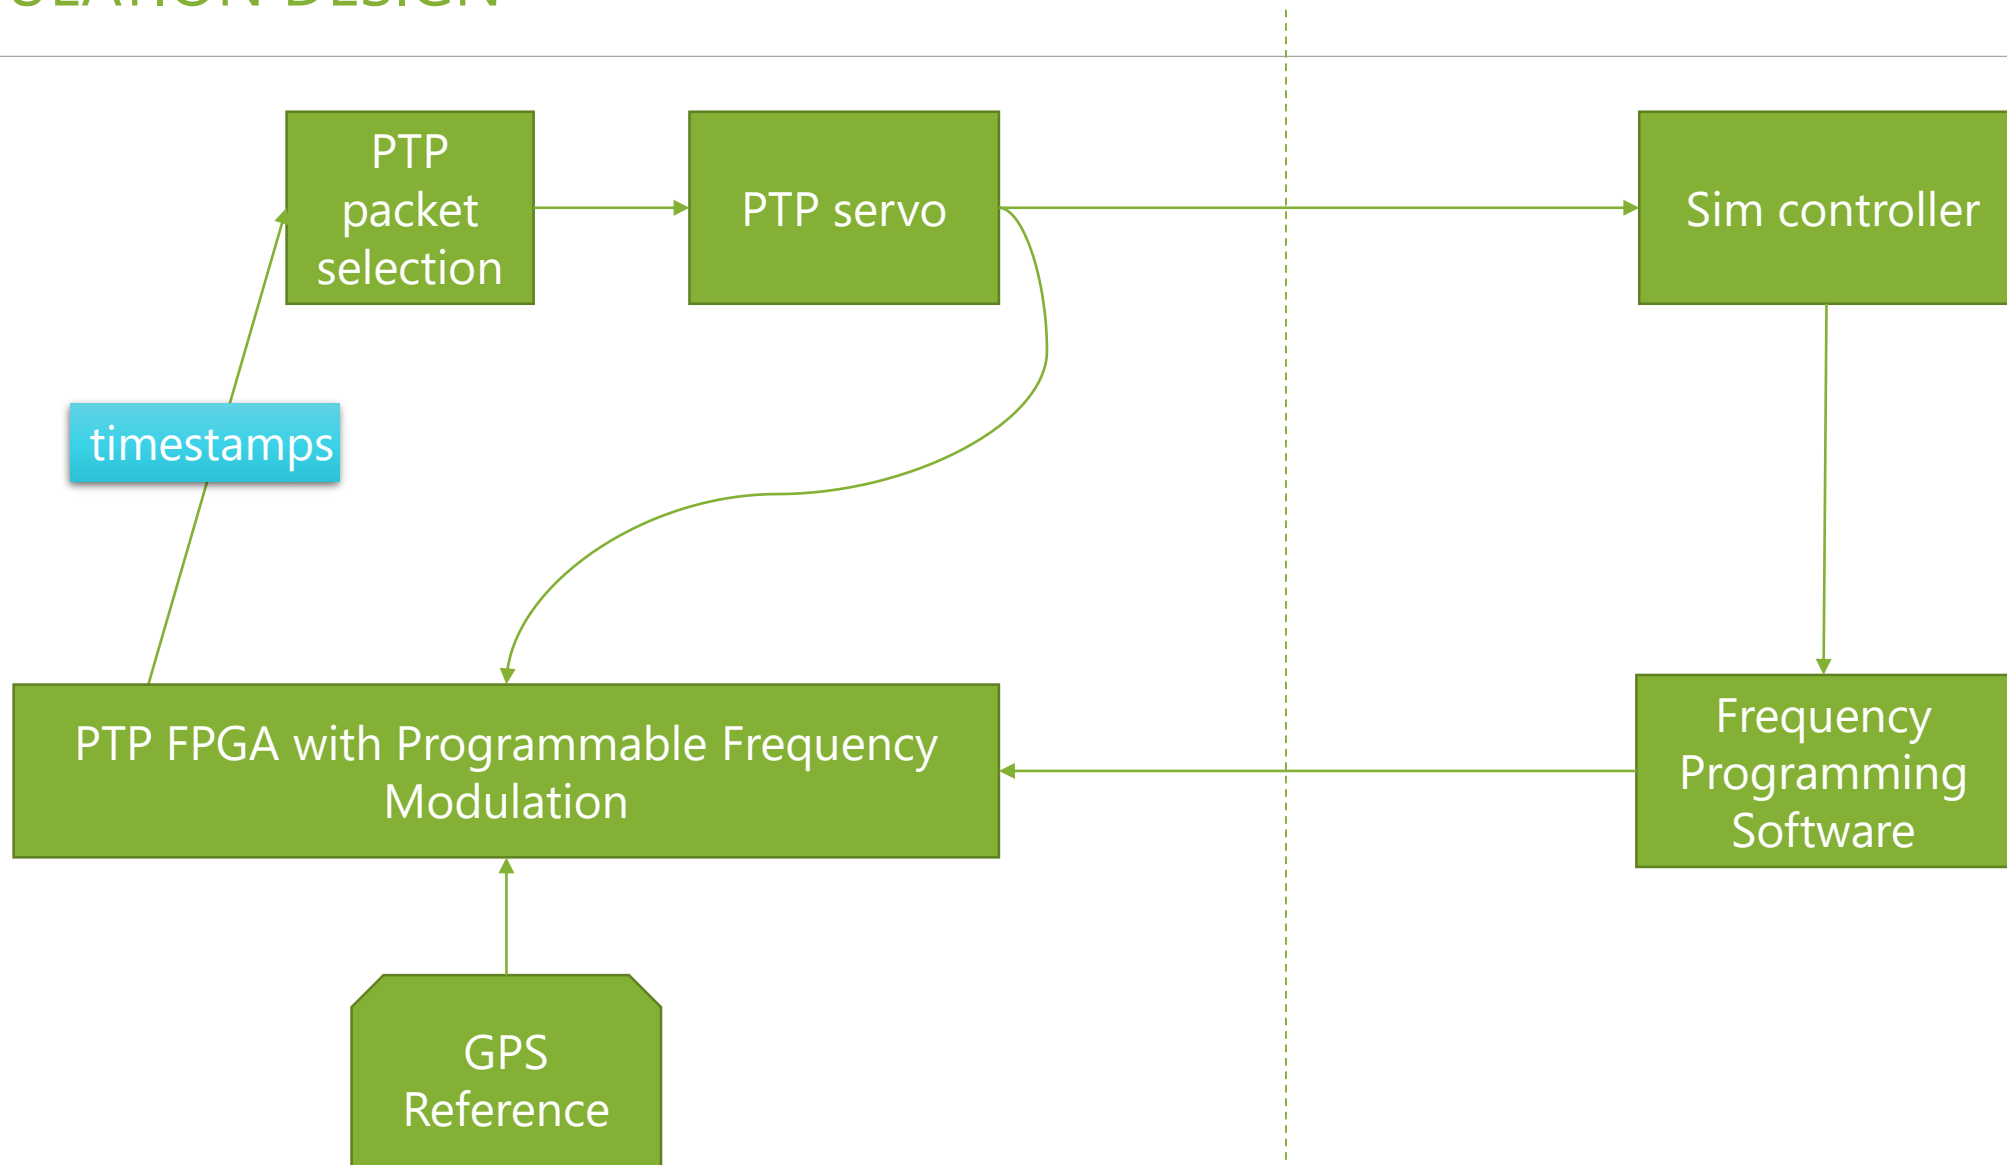 PTP
packet
selection
PTP servo
Sim controller
timestamps
PTP FPGA with Programmable Frequency
Modulation
Frequency
Programming
Software
GPS
Reference